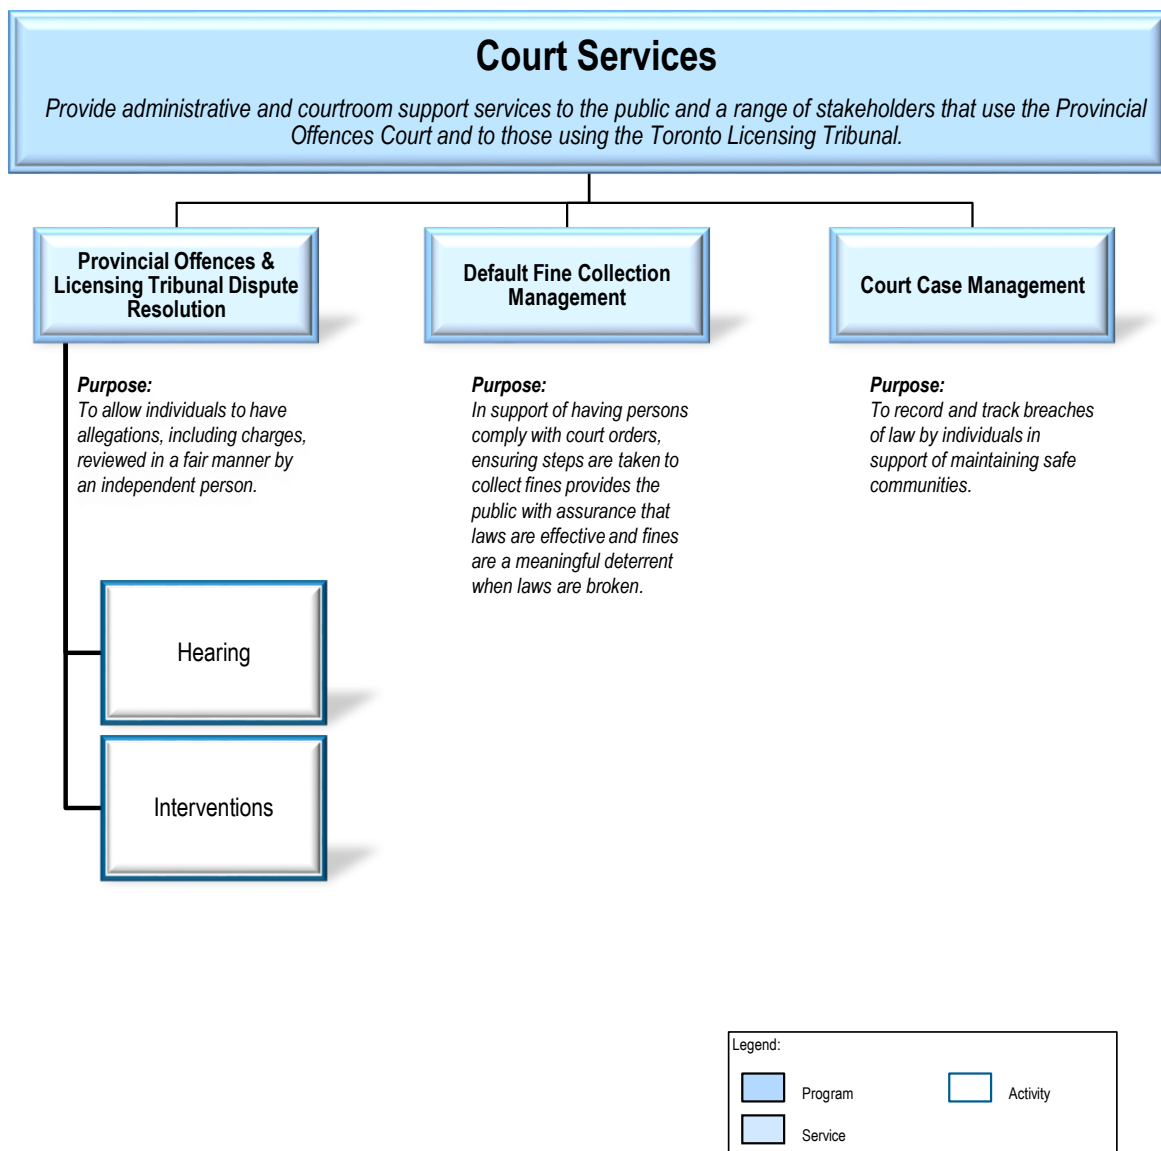 Court Services
Provide administrative and courtroom support services to the public and a range of stakeholders that use the Provincial
Offences Court and to those using the Toronto Licensing Tribunal.
Provincial Offences &
Licensing Tribunal Dispute
Resolution
Default Fine Collection
Management
Court Case Management
Purpose:
To allow individuals to have
allegations, including charges,
reviewed in a fair manner by
an independent person.
Purpose:
In support of having persons
comply with court orders,
ensuring steps are taken to
collect fines provides the
public with assurance that
laws are effective and fines
are a meaningful deterrent
when laws are broken.
Purpose:
To record and track breaches
of law by individuals in
support of maintaining safe
communities.
Hearing
Interventions
Legend:
Program
Activity
Service